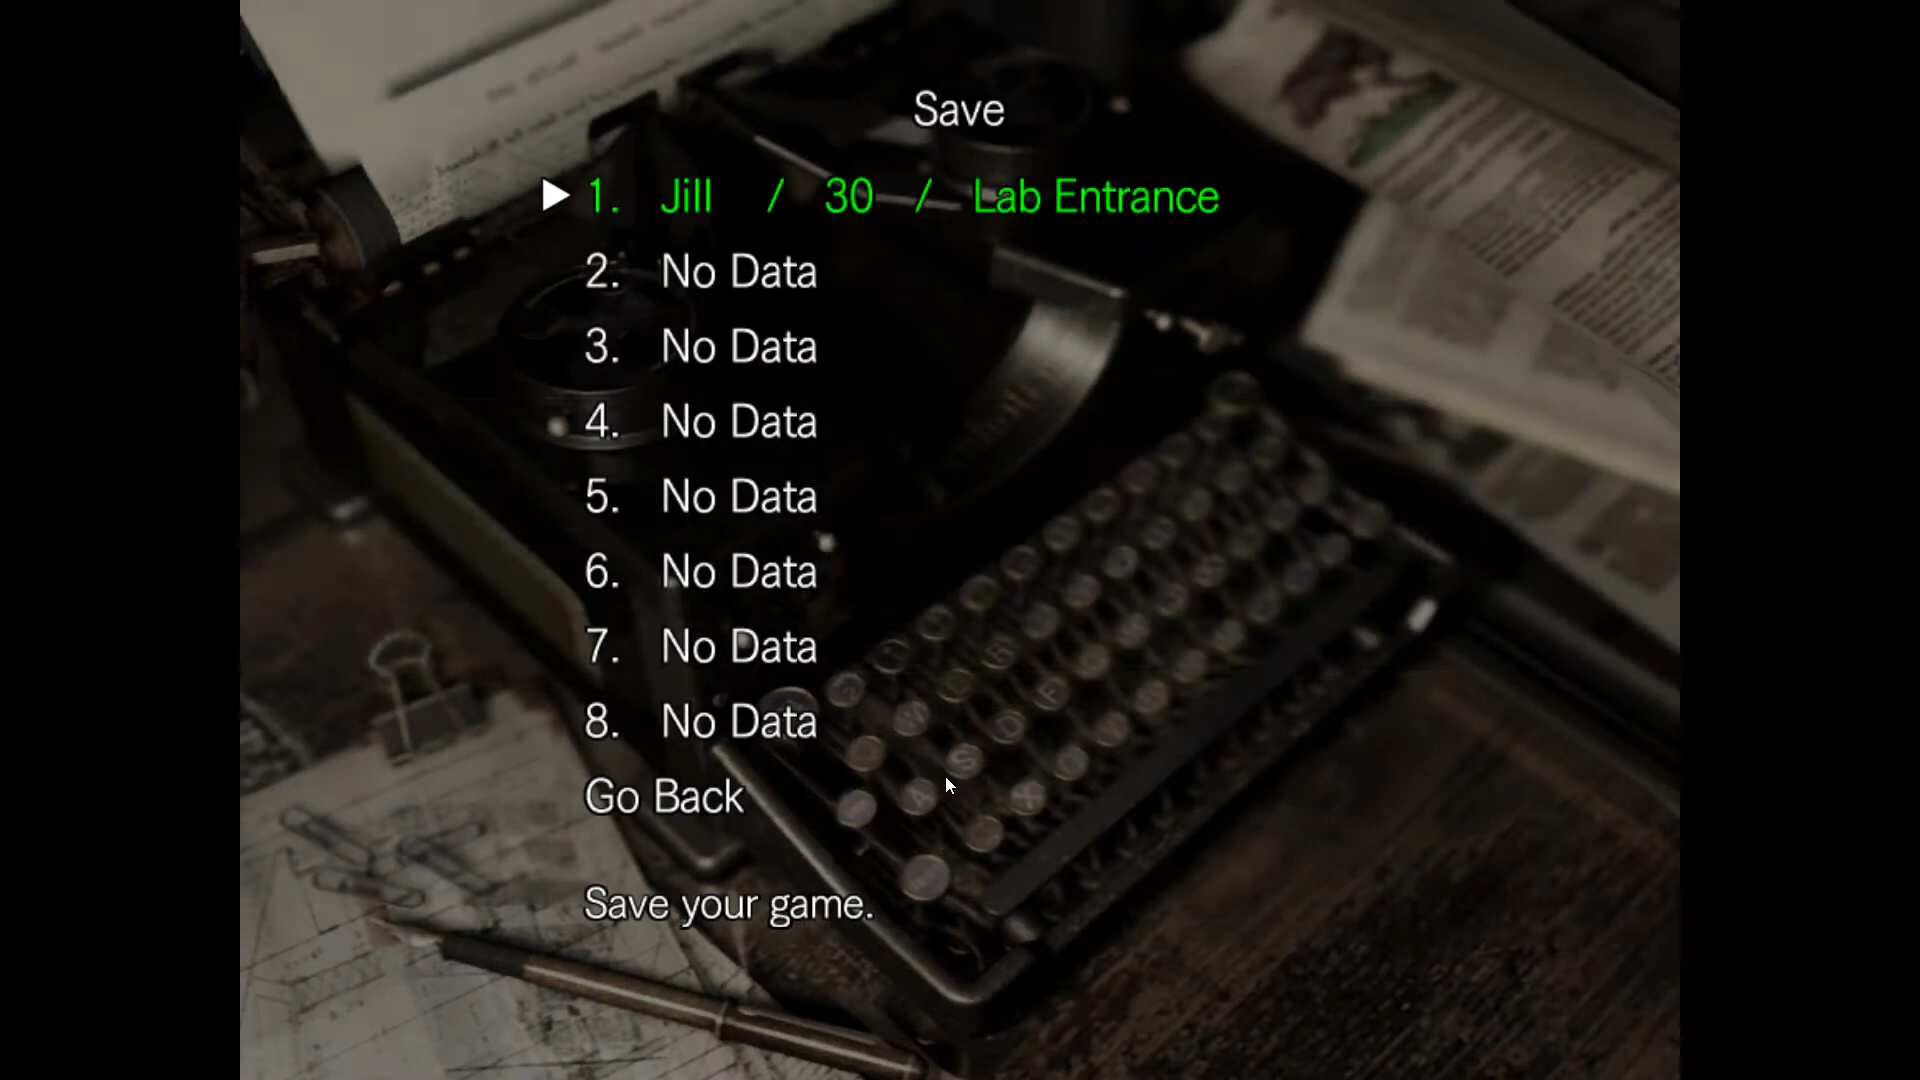 Save
1. Jill / 30 / Lab Entrance
2. No Data
3. No Data
4. No Data
5. No Data
6. No Data
7. No Data
8. No Data
Go Back
Save your game.